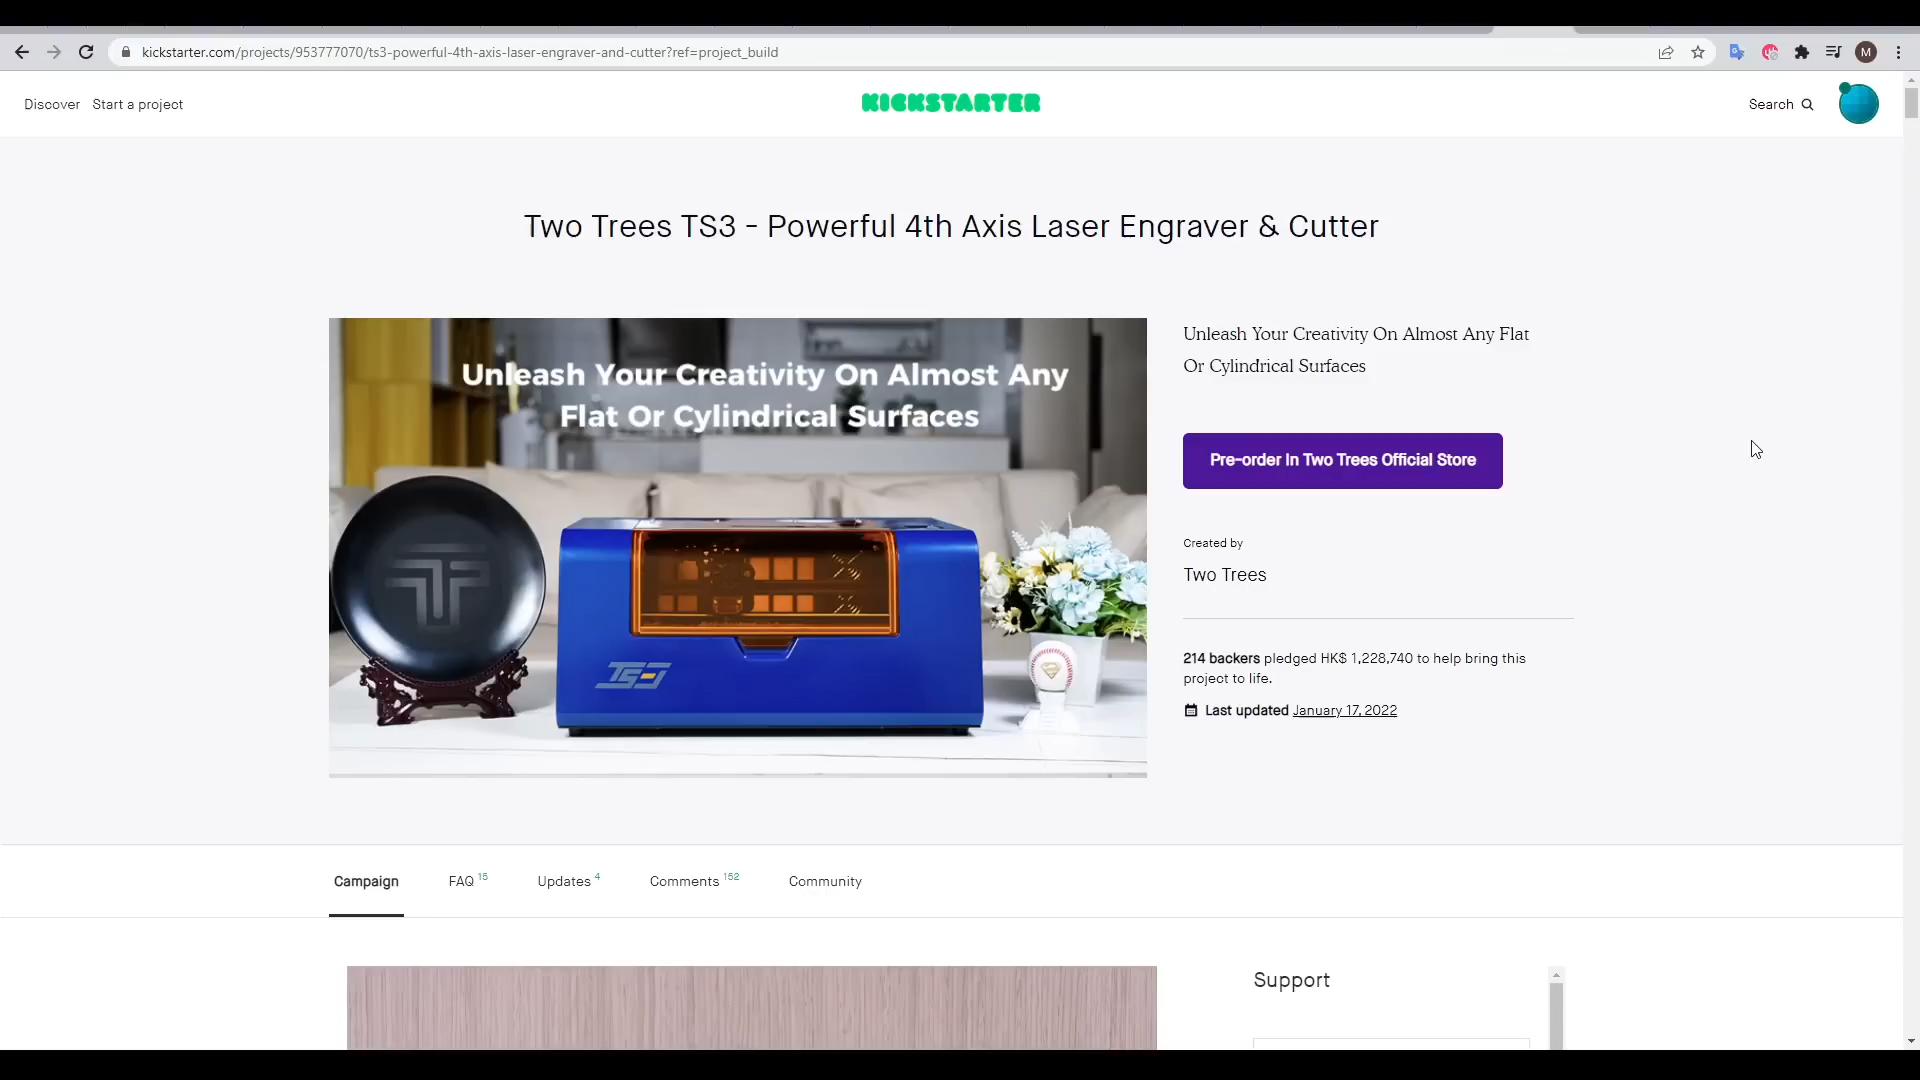 kickstarter.com/projects/953777070/ts3-powerful-4th-axis-laser-engraver-and-cutter?ref=project_build
M
Discover Start a project
KICKSTARTER
Search
Two Trees TS3 - Powerful 4th Axis Laser Engraver & Cutter
Unleash Your Creativity On Almost Any
Flat Or Cylindrical Surfaces
TS3
Unleash Your Creativity On Almost Any Flat
Or Cylindrical Surfaces
Pre-order In Two Trees Official Store
Created by
Two Trees
214 backers pledged HK$ 1,228,740 to help bring this
project to life.
Last updated January 17, 2022
Campaign FAQ 15 Updates 4 Comments 152 Community
Support